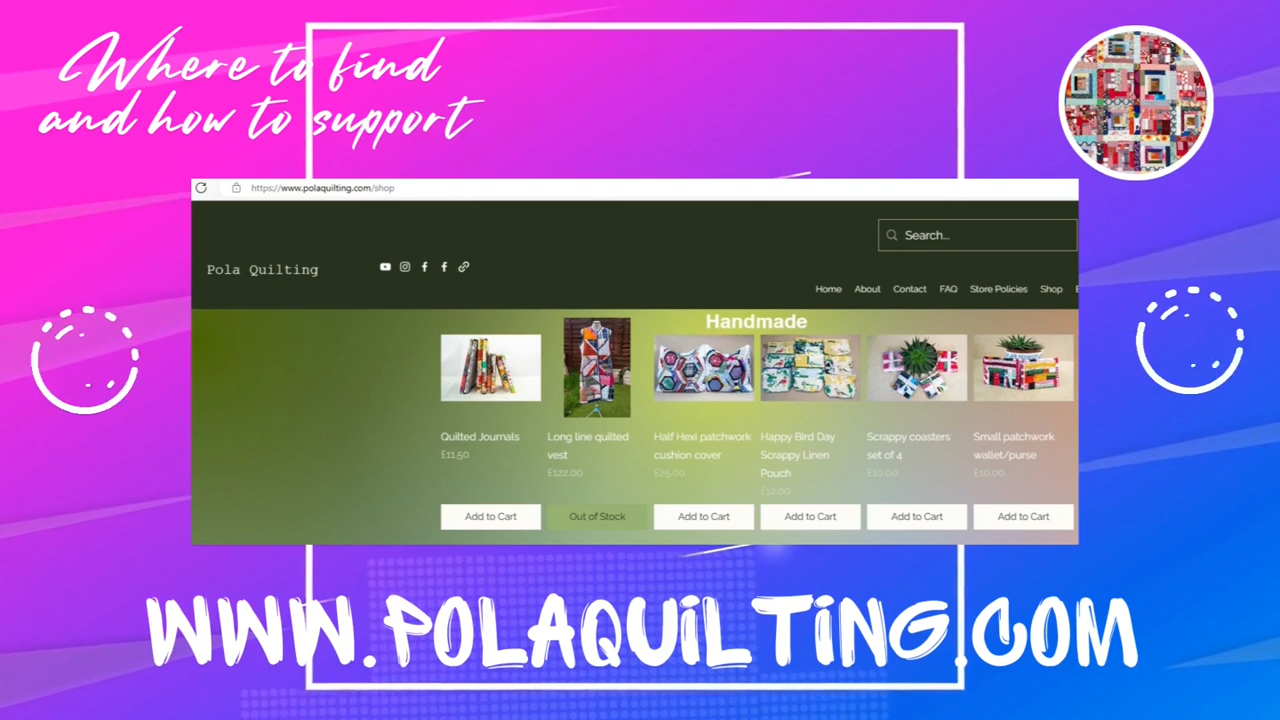 Where to find
and how to support
https://www.polaquilting.com/shop
Search...
Pola Quilting
Home About Contact FAQ Store Policies Shop
Handmade
Quilted Journals
£11.50
Add to Cart
Long line quilted
vest
£122.00
Out of Stock
Half Hexi patchwork
cushion cover
£25.00
Add to Cart
Happy Bird Day
Scrappy Linen
Pouch
£12.00
Add to Cart
Scrappy coasters
set of 4
£10.00
Add to Cart
Small patchwork
wallet/purse
£10.00
Add to Cart
WWW.POLAQUILTING.COM